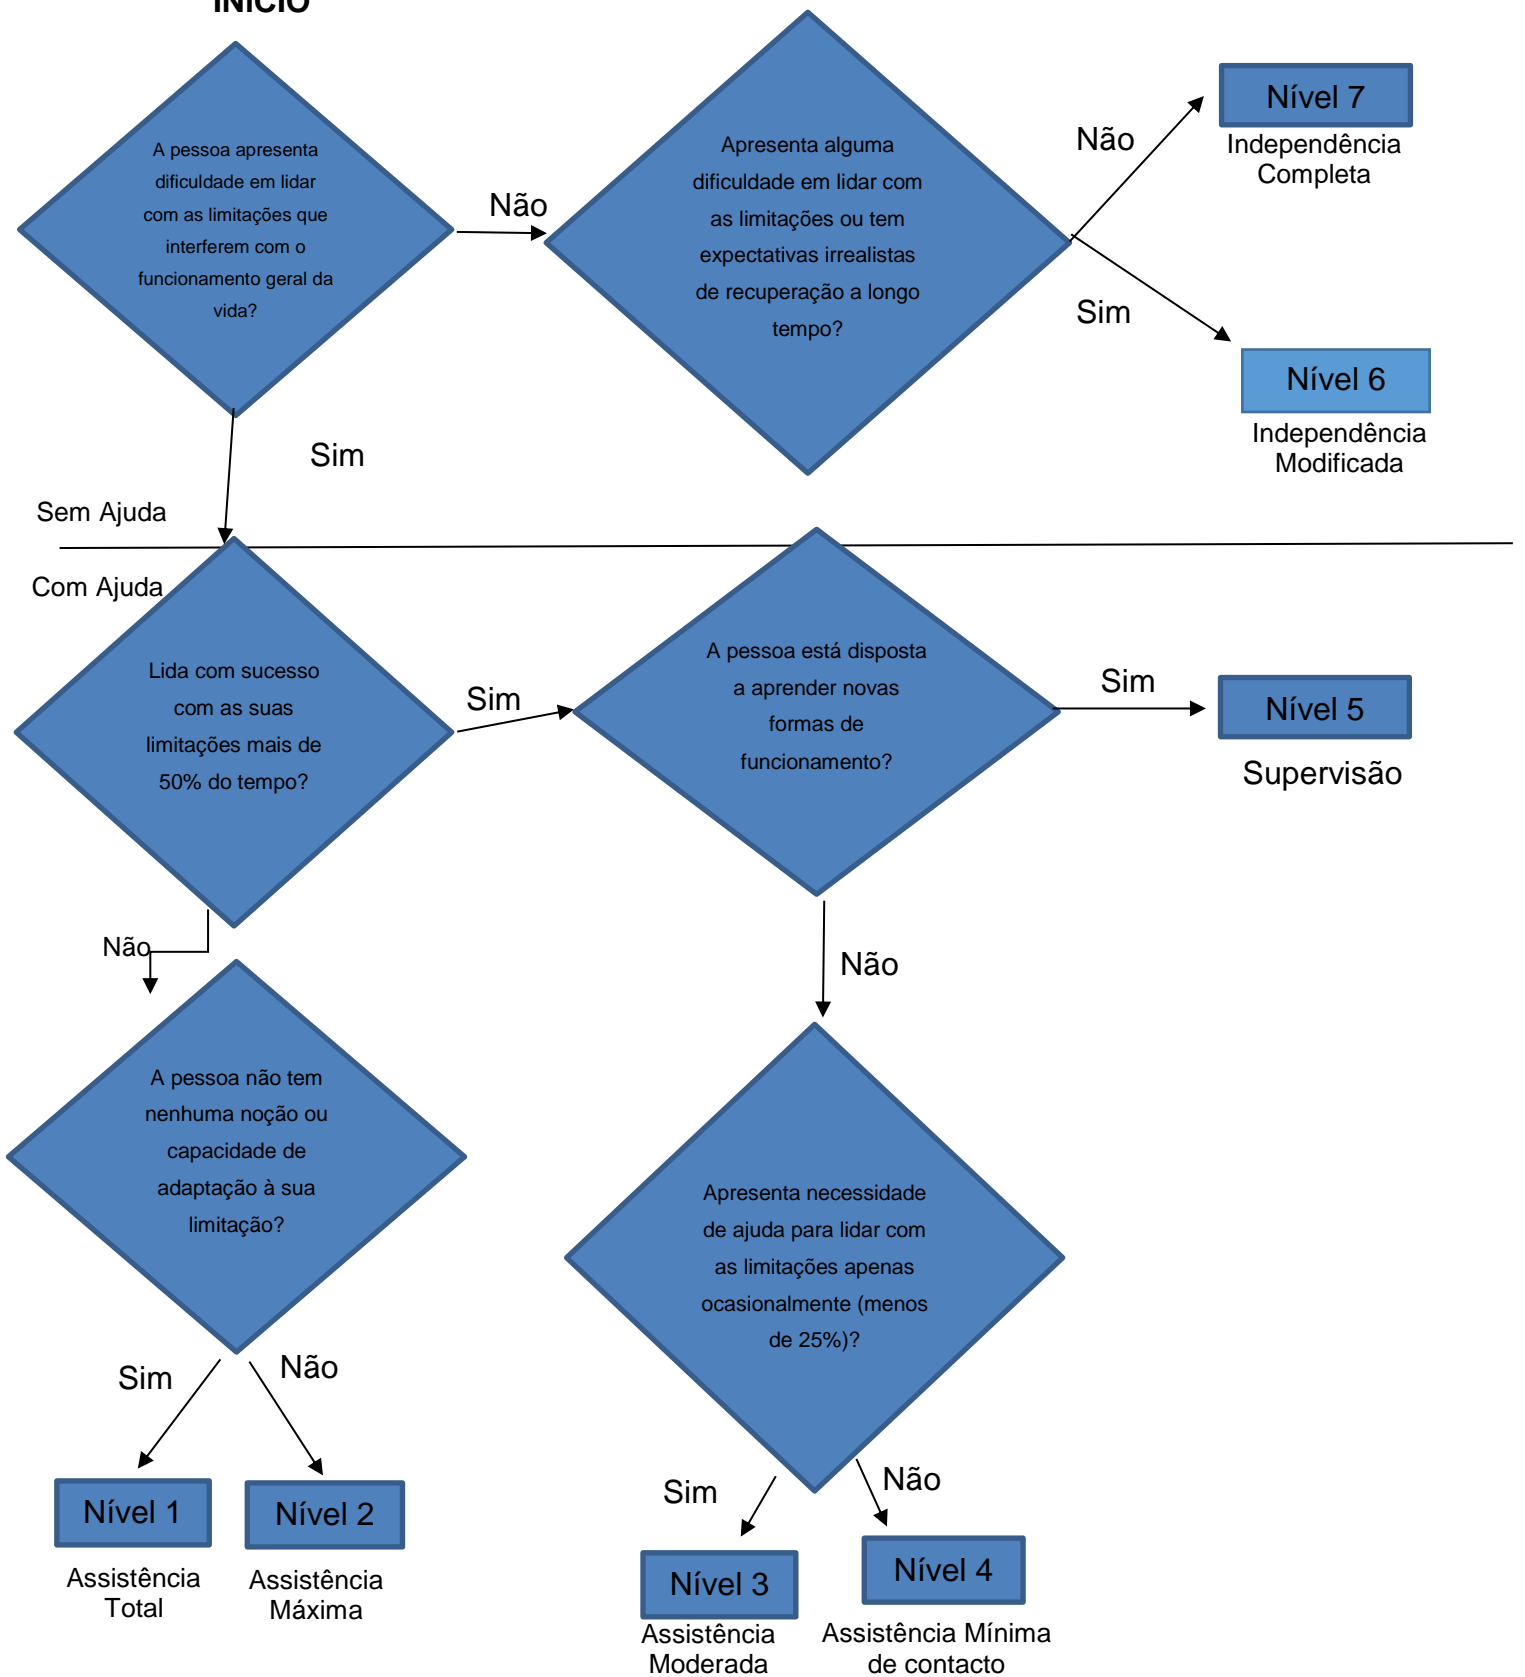 INÍCIO
A pessoa apresenta
dificuldade em lidar
com as limitações que
interferem com o
funcionamento geral da
vida?
Não
Apresenta alguma
dificuldade em lidar com
as limitações ou tem
expectativas irrealistas
de recuperação a longo
tempo?
Não
Nível 7
Independência
Completa
Sim
Nível 6
Independência
Modificada
Sim
Sem Ajuda
Com Ajuda
Lida com sucesso
com as suas
limitações mais de
50% do tempo?
Sim
A pessoa está disposta
a aprender novas
formas de
funcionamento?
Sim
Nível 5
Supervisão
Não
Não
A pessoa não tem
nenhuma noção ou
capacidade de
adaptação à sua
limitação?
Apresenta necessidade
de ajuda para lidar com
as limitações apenas
ocasionalmente (menos
de 25%)?
Sim
Não
Nível 1
Assistência
Total
Nível 2
Assistência
Máxima
Sim
Não
Nível 3
Assistência
Moderada
Nível 4
Assistência Mínima
de contacto